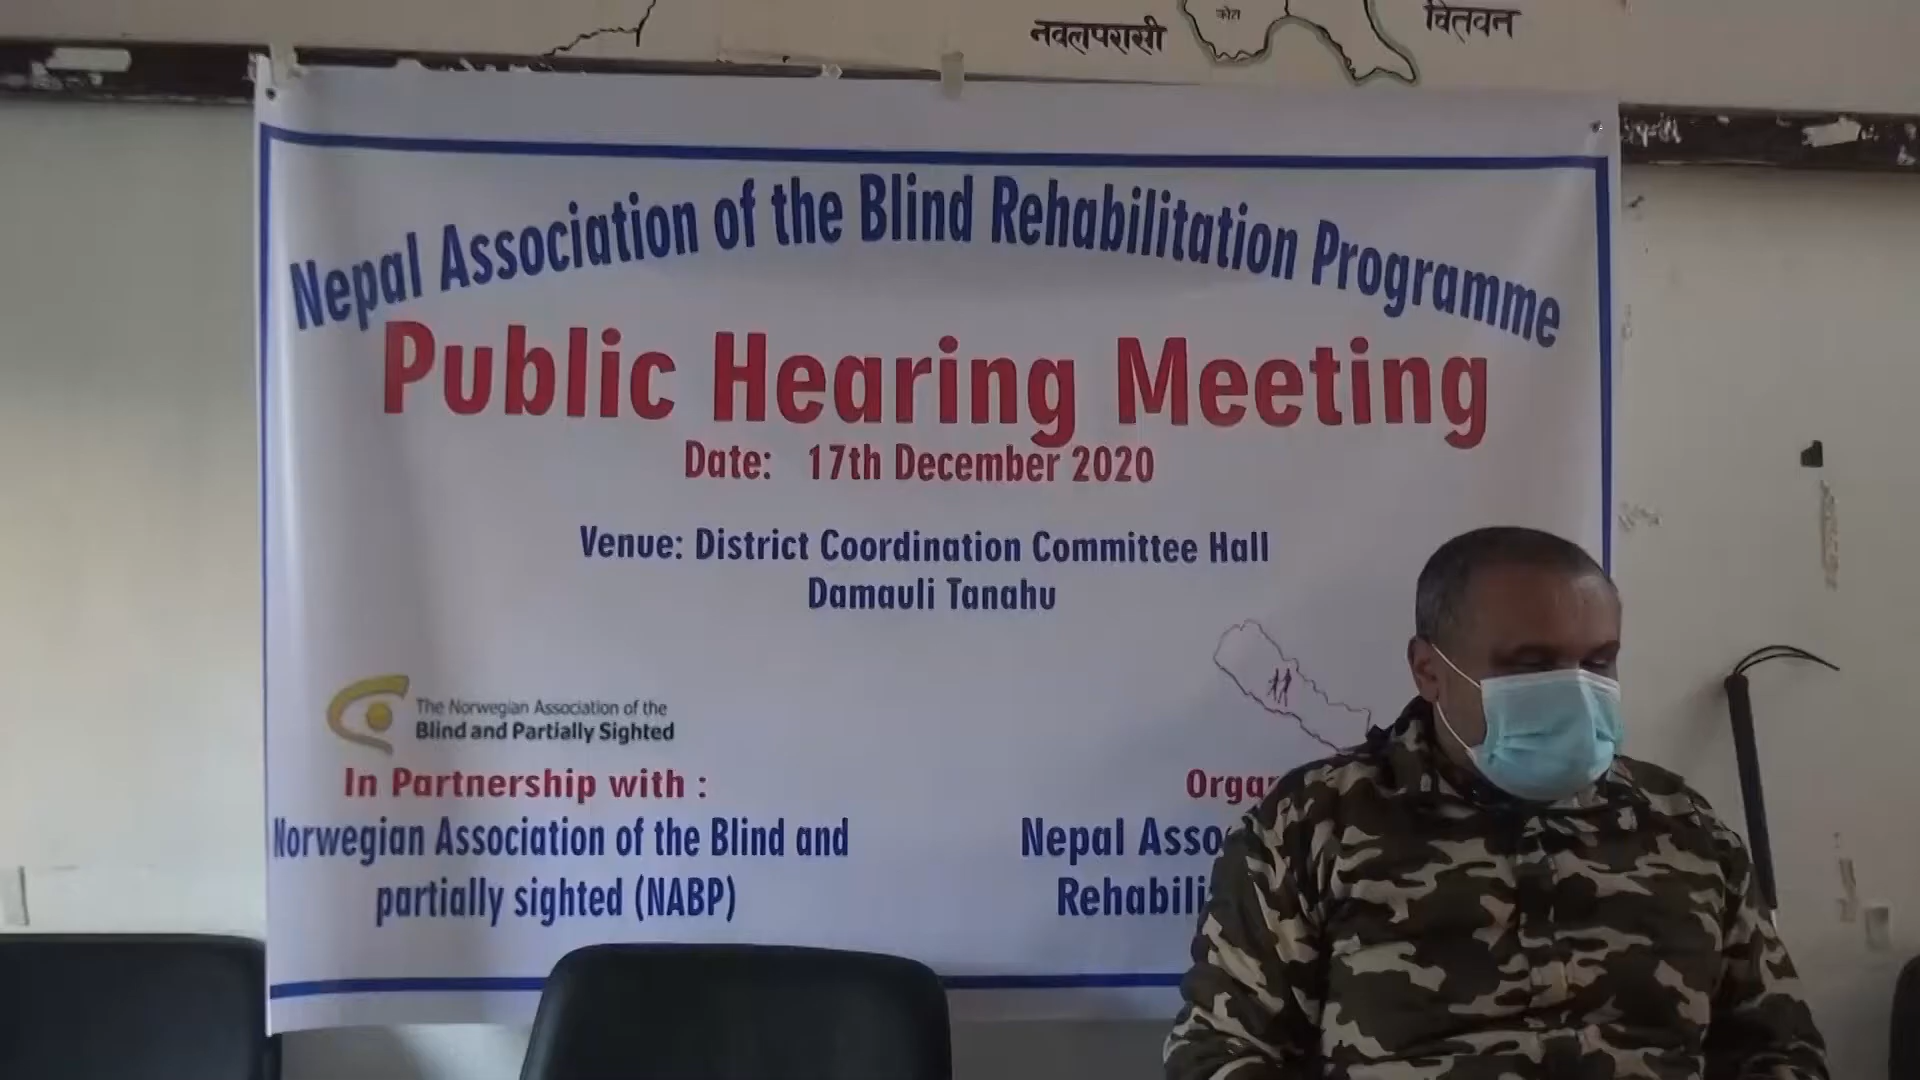 नवलपरासी
चितवन
Nepal Association of the Blind Rehabilitation Programme
Public Hearing Meeting
Date: 17th December 2020
Venue: District Coordination Committee Hall
Damauli Tanahu
The Norwegian Association of the
Blind and Partially Sighted
In Partnership with :
Norwegian Association of the Blind and
partially sighted (NABP)
Nepal